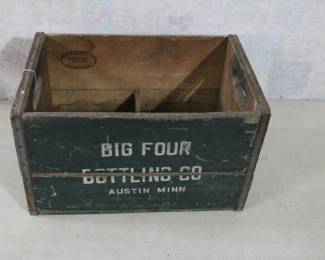 BIG FOUR
BOTTLING CO
AUSTIN MINN